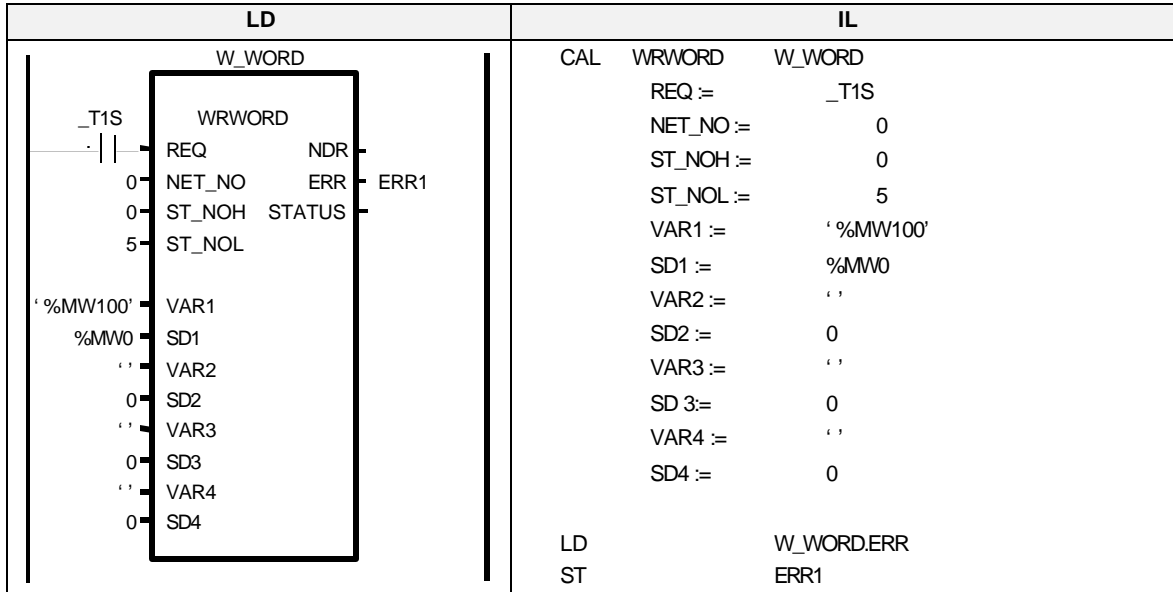 LD
IL
W_WORD
_T1S
WRWORD
REQ NDR
0 NET_NO ERR ERR1
0 ST_NOH STATUS
5 ST_NOL
‘ %MW100’ VAR1
%MW0 SD1
‘ ’ VAR2
0 SD2
‘ ’ VAR3
0 SD3
‘ ’ VAR4
0 SD4
CAL WRWORD W_WORD
REQ := _T1S
NET_NO := 0
ST_NOH := 0
ST_NOL := 5
VAR1 := ‘ %MW100’
SD1 := %MW0
VAR2 := ‘ ’
SD2 := 0
VAR3 := ‘ ’
SD 3:= 0
VAR4 := ‘ ’
SD4 := 0
LD W_WORD.ERR
ST ERR1